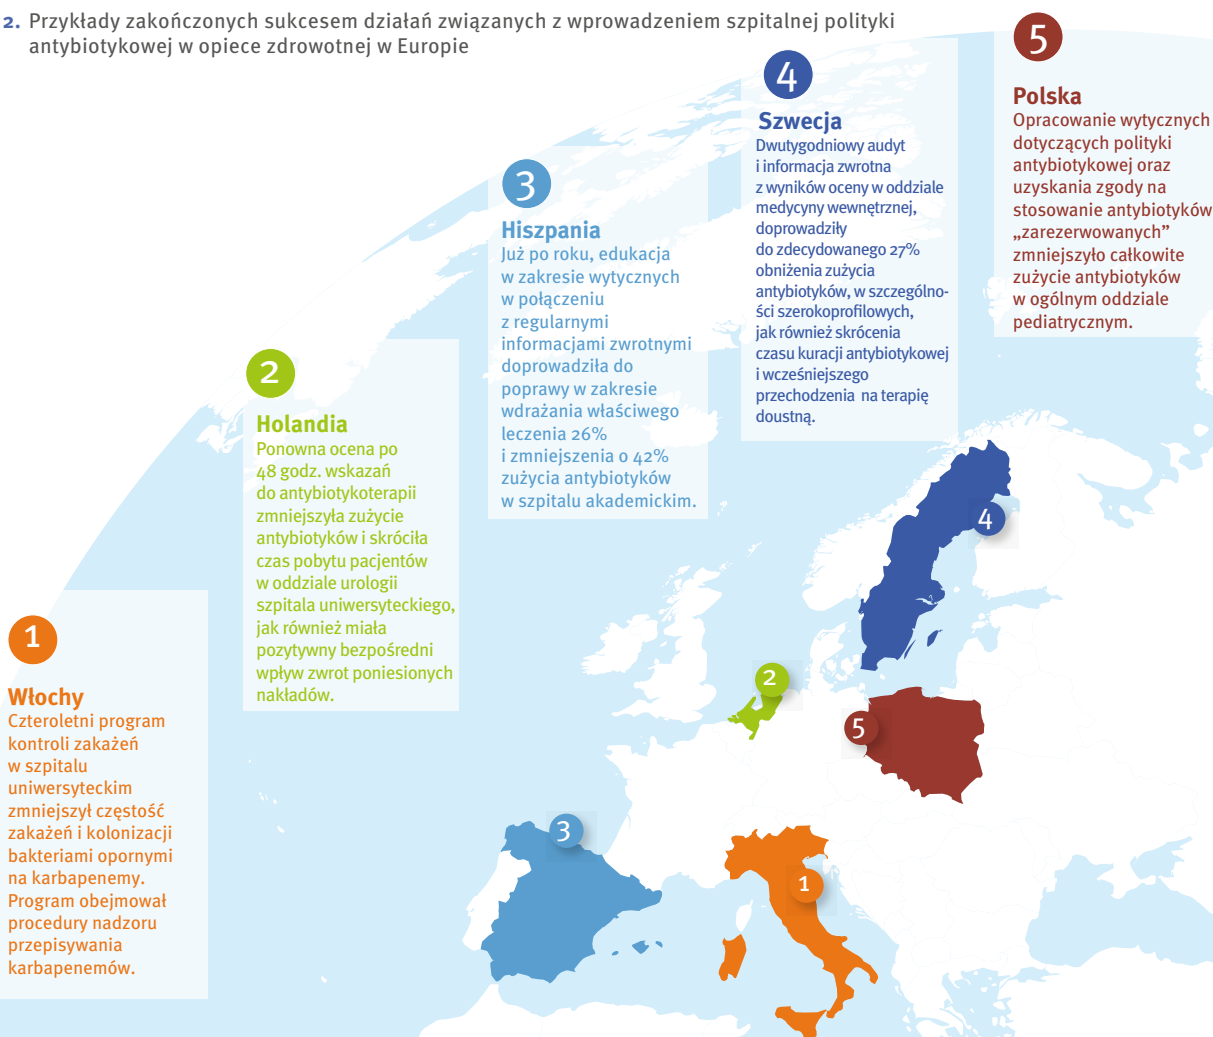 2. Przykłady zakończonych sukcesem działań związanych z wprowadzeniem szpitalnej polityki
antybiotykowej w opiece zdrowotnej w Europie
1
Włochy
Czteroletni program
kontroli zakażeń
w szpitalu
uniwersyteckim
zmniejszył częstość
zakażeń i kolonizacji
bakteriami opornymi
na karbapenemy.
Program obejmował
procedury nadzoru
przepisywania
karbapenemów.
2
Holandia
Ponowna ocena po
48 godz. wskazań
do antybiotykoterapii
zmniejszyła zużycie
antybiotyków i skróciła
czas pobytu pacjentów
w oddziale urologii
szpitala uniwersyteckiego,
jak również miała
pozytywny bezpośredni
wpływ zwrot poniesionych
nakładów.
3
Hiszpania
Już po roku, edukacja
w zakresie wytycznych
w połączeniu
z regularnymi
informacjami zwrotnymi
doprowadziła do
poprawy w zakresie
wdrażania właściwego
leczenia 26%
i zmniejszenia o 42%
zużycia antybiotyków
w szpitalu akademickim.
4
Szwecja
Dwutygodniowy audyt
i informacja zwrotna
z wyników oceny w oddziale
medycyny wewnętrznej,
doprowadziły
do zdecydowanego 27%
obniżenia zużycia
antybiotyków, w szczególno-
ści szerokoprofilowych,
jak również skrócenia
czasu kuracji antybiotykowej
i wcześniejszego
przechodzenia na terapię
doustną.
5
Polska
Opracowanie wytycznych
dotyczących polityki
antybiotykowej oraz
uzyskania zgody na
stosowanie antybiotyków
„zarezerwowanych”
zmniejszyło całkowite
zużycie antybiotyków
w ogólnym oddziale
pediatrycznym.
4
2
5
3
1